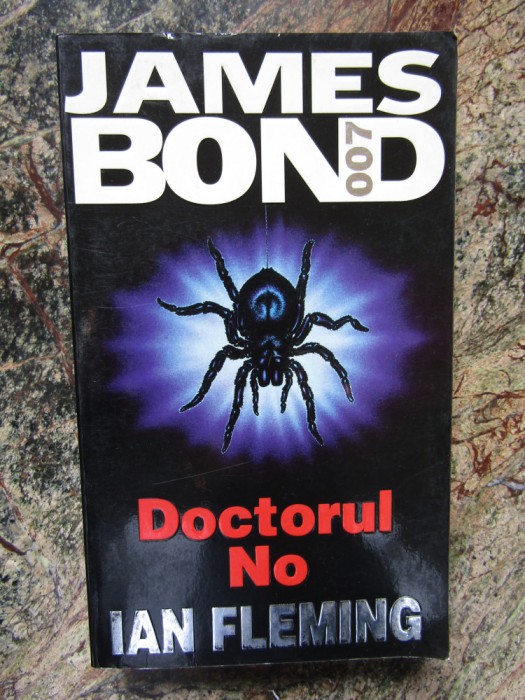 JAMES
BOND
007
Doctorul
No
IAN FLEMING